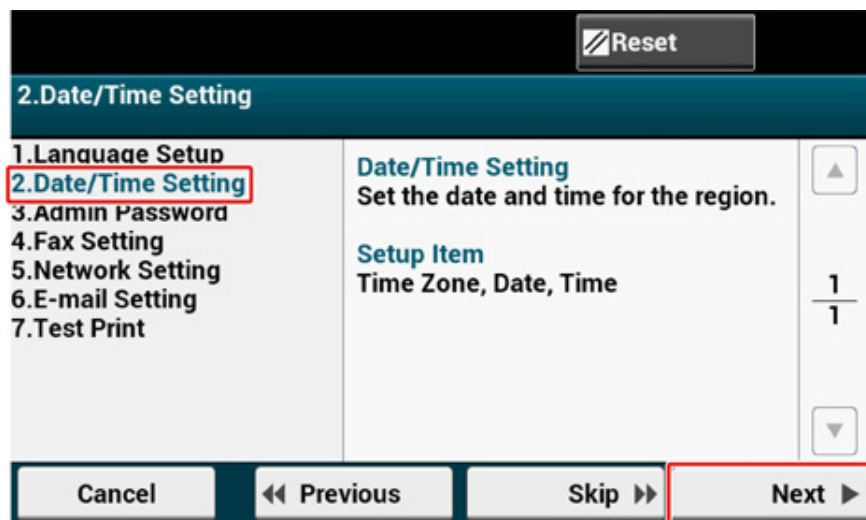 Reset
2.Date/Time Setting
1.Language Setup
2.Date/Time Setting
3.Admin Password
4.Fax Setting
5.Network Setting
6.E-mail Setting
7.Test Print
Date/Time Setting
Set the date and time for the region.
Setup Item
Time Zone, Date, Time
1
1
Cancel
Previous
Skip
Next